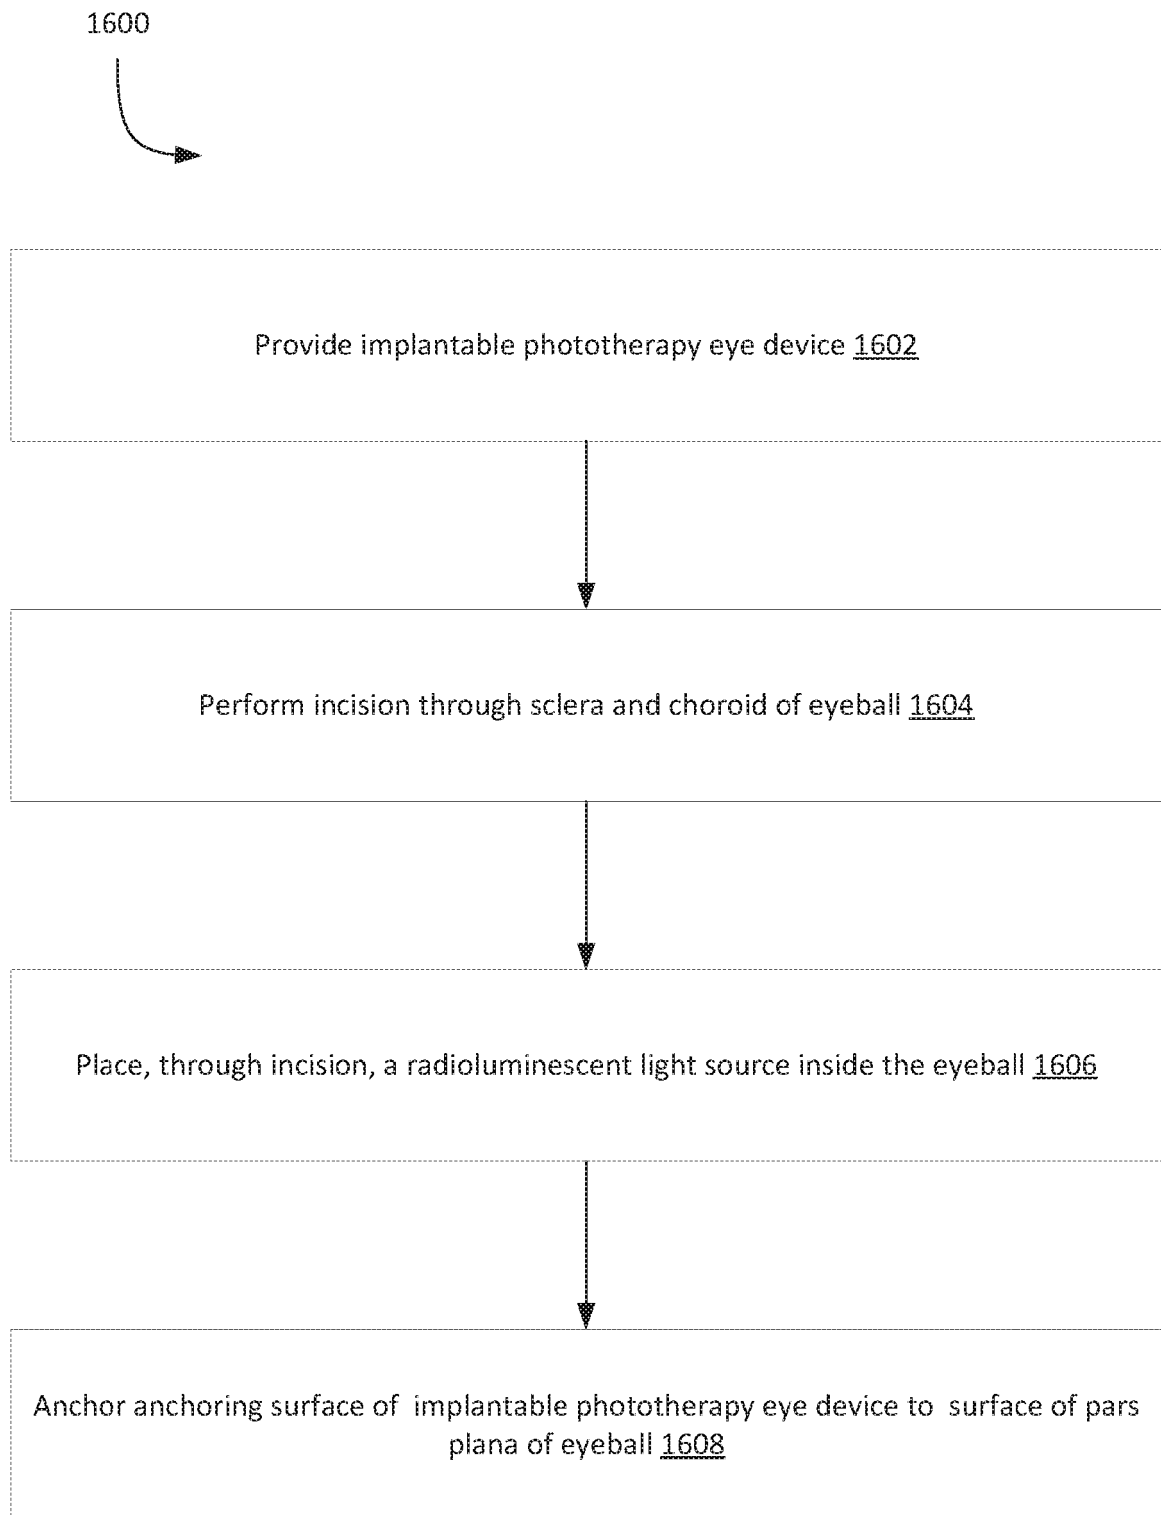 1600
Provide implantable phototherapy eye device 1602
Perform incision through sclera and choroid of eyeball 1604
Place, through incision, a radioluminescent light source inside the eyeball 1606
Anchor anchoring surface of implantable phototherapy eye device to surface of pars
plana of eyeball 1608